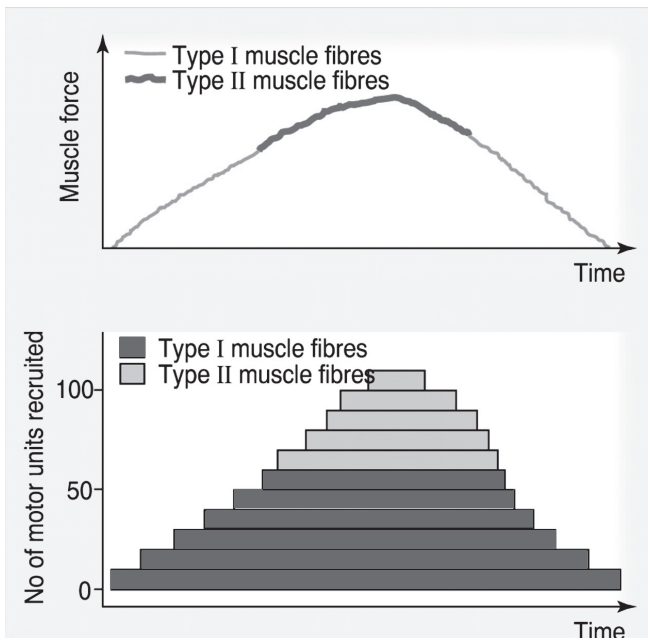 Type I muscle fibres
Type II muscle fibres
Muscle force
Time
Type I muscle fibres
Type II muscle fibres
No of motor units recruited
100
50
0
Time